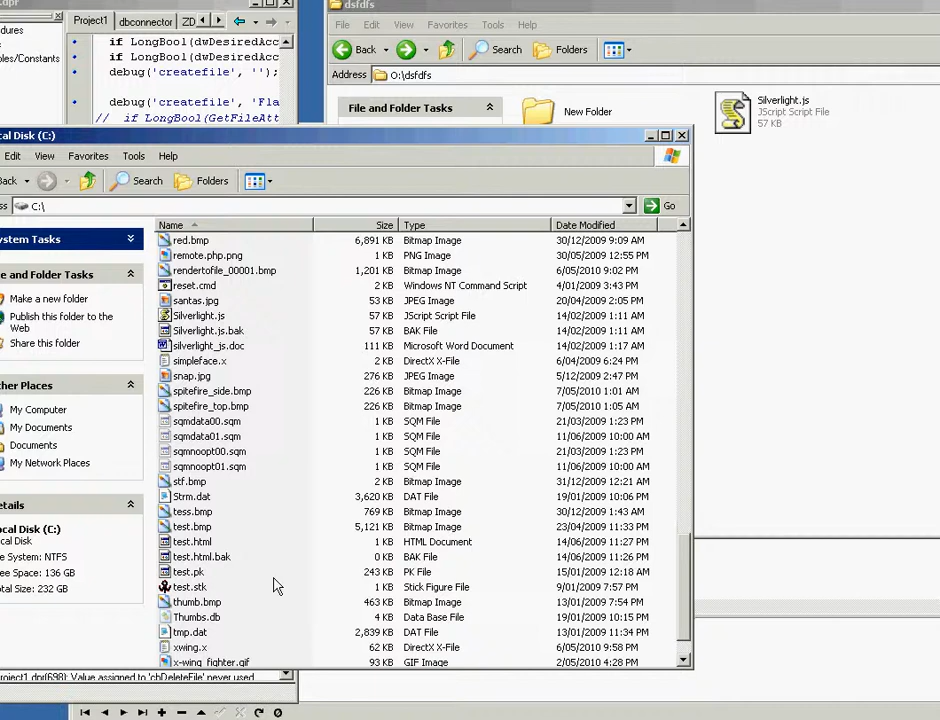 .dpr
dsfdfs
File Edit View Favorites Tools Help
Project1 dbconnector ZD
Back Search Folders
Address O:\dsfdfs
File and Folder Tasks
New Folder
Silverlight.js
JScript Script File
57 KB
if LongBool(dwDesiredAcc
if LongBool(dwDesiredAcc
debug('createfile', '');
debug('createfile', 'Fla
// if LongBool(GetFileAtt
cedures
bles/Constants
cal Disk (C:)
Edit View Favorites Tools Help
Back Search Folders
ss C:\ Go
ystem Tasks
e and Folder Tasks
Make a new folder
Publish this folder to the
Web
Share this folder
ther Places
My Computer
My Documents
Documents
My Network Places
etails
ocal Disk (C:)
e System: NTFS
ee Space: 136 GB
tal Size: 232 GB
Name Size Type Date Modified
red.bmp 6,891 KB Bitmap Image 30/12/2009 9:09 AM
remote.php.png 1 KB PNG Image 30/05/2009 12:55 PM
rendertofile_00001.bmp 1,201 KB Bitmap Image 6/05/2010 9:02 PM
reset.cmd 2 KB Windows NT Command Script 4/01/2009 3:43 PM
santas.jpg 53 KB JPEG Image 20/04/2009 2:05 PM
Silverlight.js 57 KB JScript Script File 14/02/2009 1:11 AM
Silverlight.js.bak 57 KB BAK File 14/02/2009 1:11 AM
silverlight_js.doc 111 KB Microsoft Word Document 14/02/2009 1:17 AM
simpleface.x 2 KB DirectX X-File 6/04/2009 6:24 PM
snap.jpg 276 KB JPEG Image 5/12/2009 2:47 PM
spitefire_side.bmp 226 KB Bitmap Image 7/05/2010 1:01 AM
spitefire_top.bmp 226 KB Bitmap Image 7/05/2010 1:05 AM
sqmdata00.sqm 1 KB SQM File 21/03/2009 1:23 PM
sqmdata01.sqm 1 KB SQM File 11/06/2009 10:00 AM
sqmnoopt00.sqm 1 KB SQM File 21/03/2009 1:23 PM
sqmnoopt01.sqm 1 KB SQM File 11/06/2009 10:00 AM
stf.bmp 1 KB Bitmap Image 31/12/2009 12:21 AM
Strm.dat 3,620 KB DAT File 19/01/2009 10:06 PM
tess.bmp 769 KB Bitmap Image 30/12/2009 1:43 AM
test.bmp 5,121 KB Bitmap Image 23/04/2009 11:33 PM
test.html 1 KB HTML Document 14/06/2009 11:27 PM
test.html.bak 0 KB BAK File 14/06/2009 11:26 PM
test.pk 243 KB PK File 15/01/2009 12:18 AM
test.stk 1 KB Stick Figure File 9/01/2009 7:57 PM
thumb.bmp 463 KB Bitmap Image 13/01/2009 7:54 PM
Thumbs.db 4 KB Data Base File 19/01/2009 10:15 PM
tmp.dat 2,839 KB DAT File 13/01/2009 11:34 PM
xwing.x 62 KB DirectX X-File 6/05/2010 9:58 PM
x-wing_fighter.gif 93 KB GIF Image 2/05/2010 4:28 PM
Project1.dpr(698): Value assigned to 'cbDeleteFile' never used